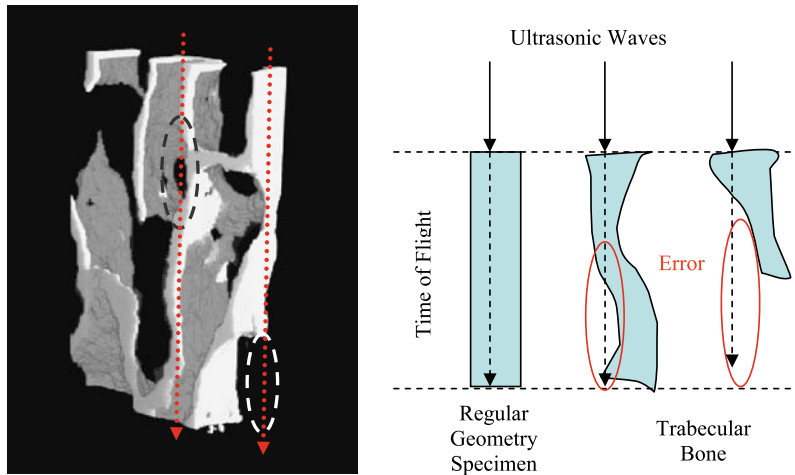 Ultrasonic Waves
Time of Flight
Error
Regular
Geometry
Specimen
Trabecular
Bone